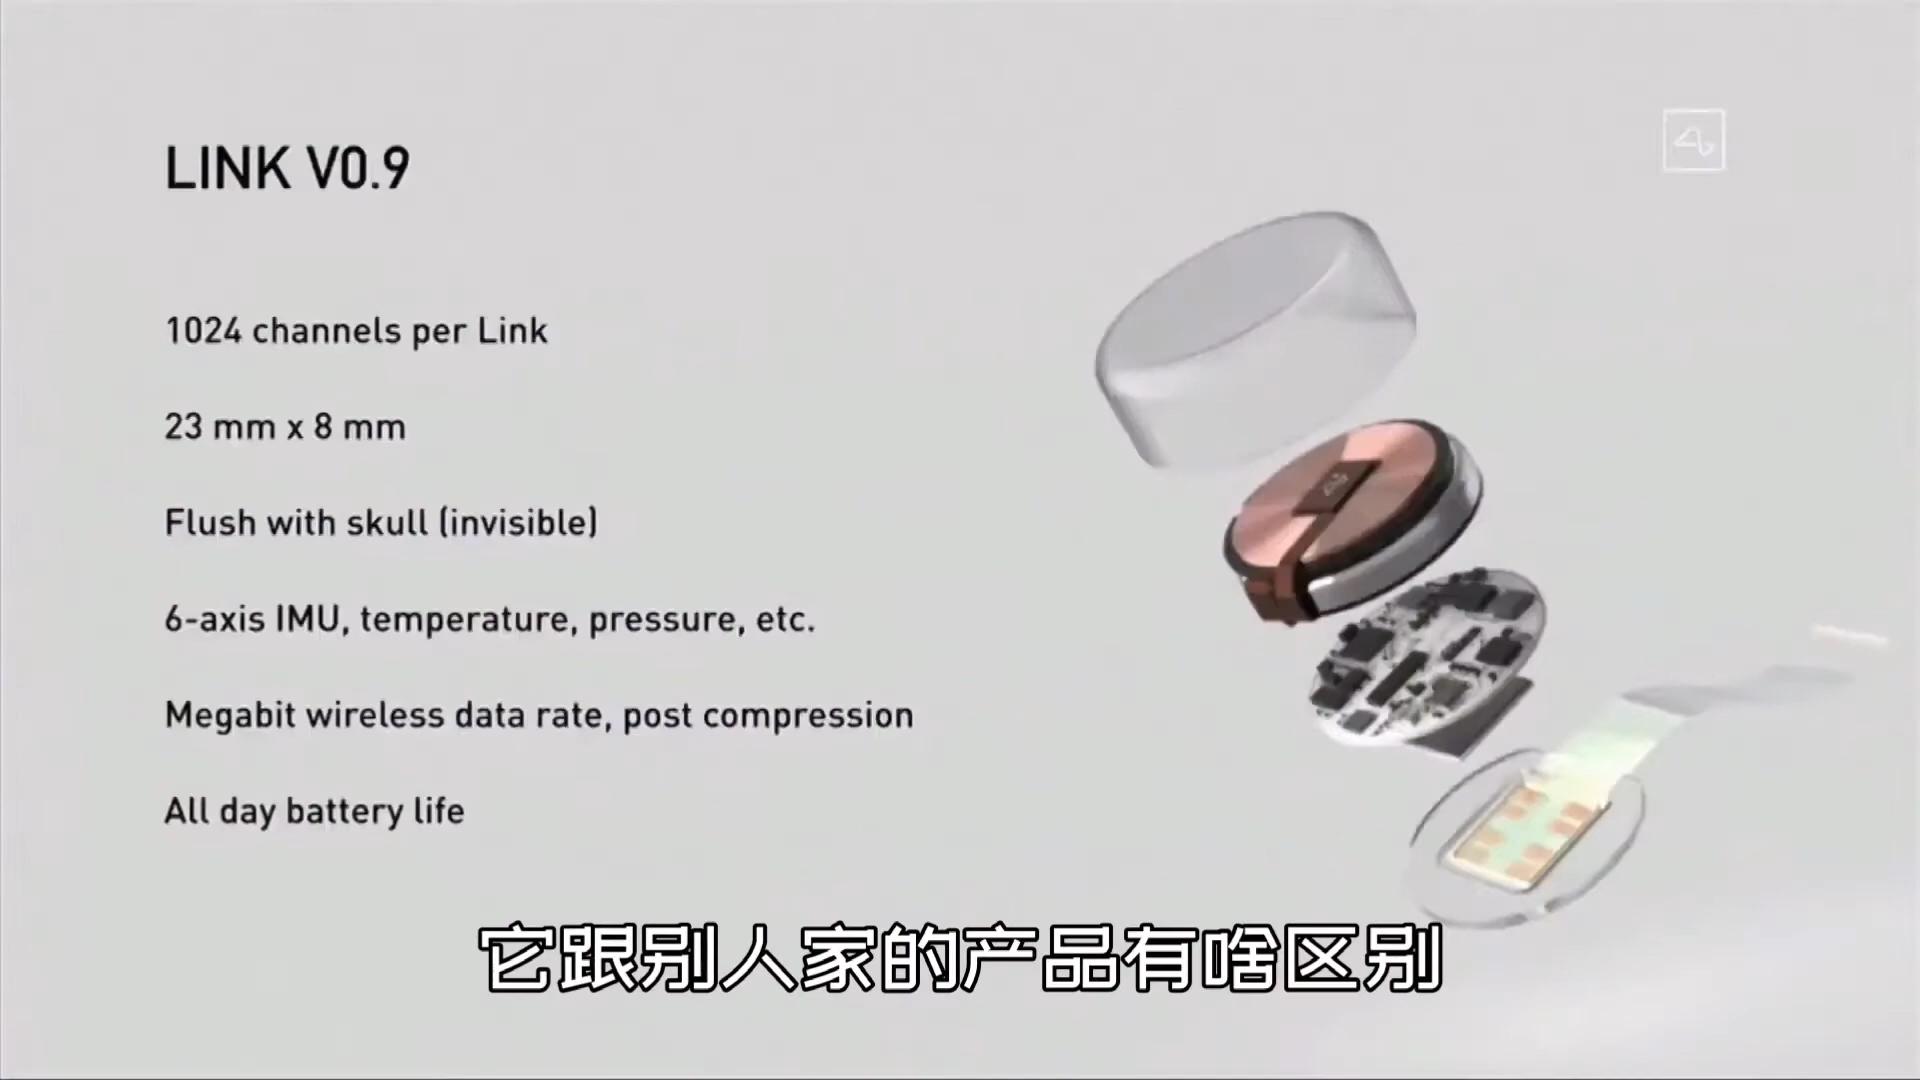 LINK V0.9
1024 channels per Link
23 mm x 8 mm
Flush with skull (invisible)
6-axis IMU, temperature, pressure, etc.
Megabit wireless data rate, post compression
All day battery life
它跟别人家的产品有啥区别